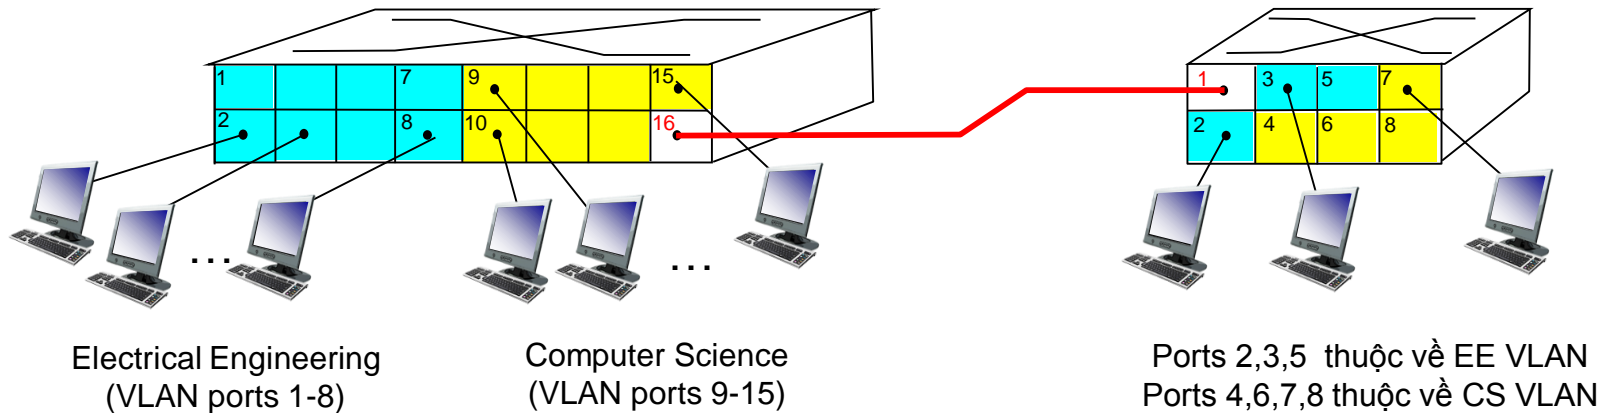 1 7 9 15
2 8 10 16
1 3 5 7
2 4 6 8
... ...
Electrical Engineering
(VLAN ports 1-8)
Computer Science
(VLAN ports 9-15)
Ports 2,3,5 thuộc về EE VLAN
Ports 4,6,7,8 thuộc về CS VLAN